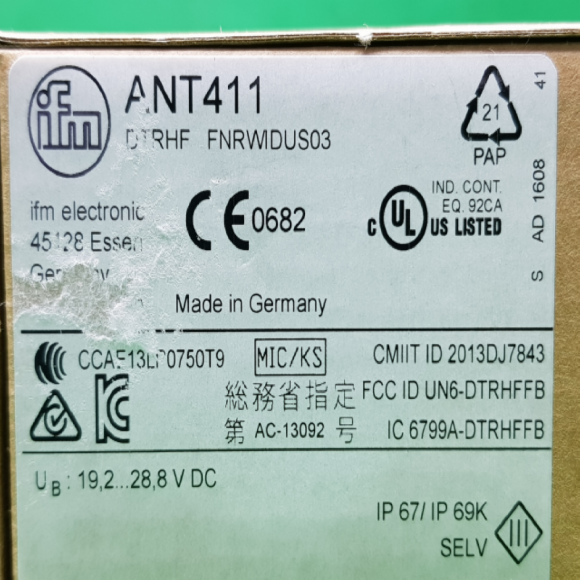 ifm
ANT411
DTRHF FNRWIDUS03
21
PAP
41
ifm electronic
45128 Essen
Germany
CE 0682
C UL US LISTED
IND. CONT.
EQ. 92CA
S AD 1608
Made in Germany
MIC/KS
CMIIT ID 2013DJ7843
総務省指定
FCC ID UN6-DTRHFFB
第 AC-13092 号
IC 6799A-DTRHFFB
UB : 19,2...28,8 V DC
IP 67/ IP 69K
SELV
III